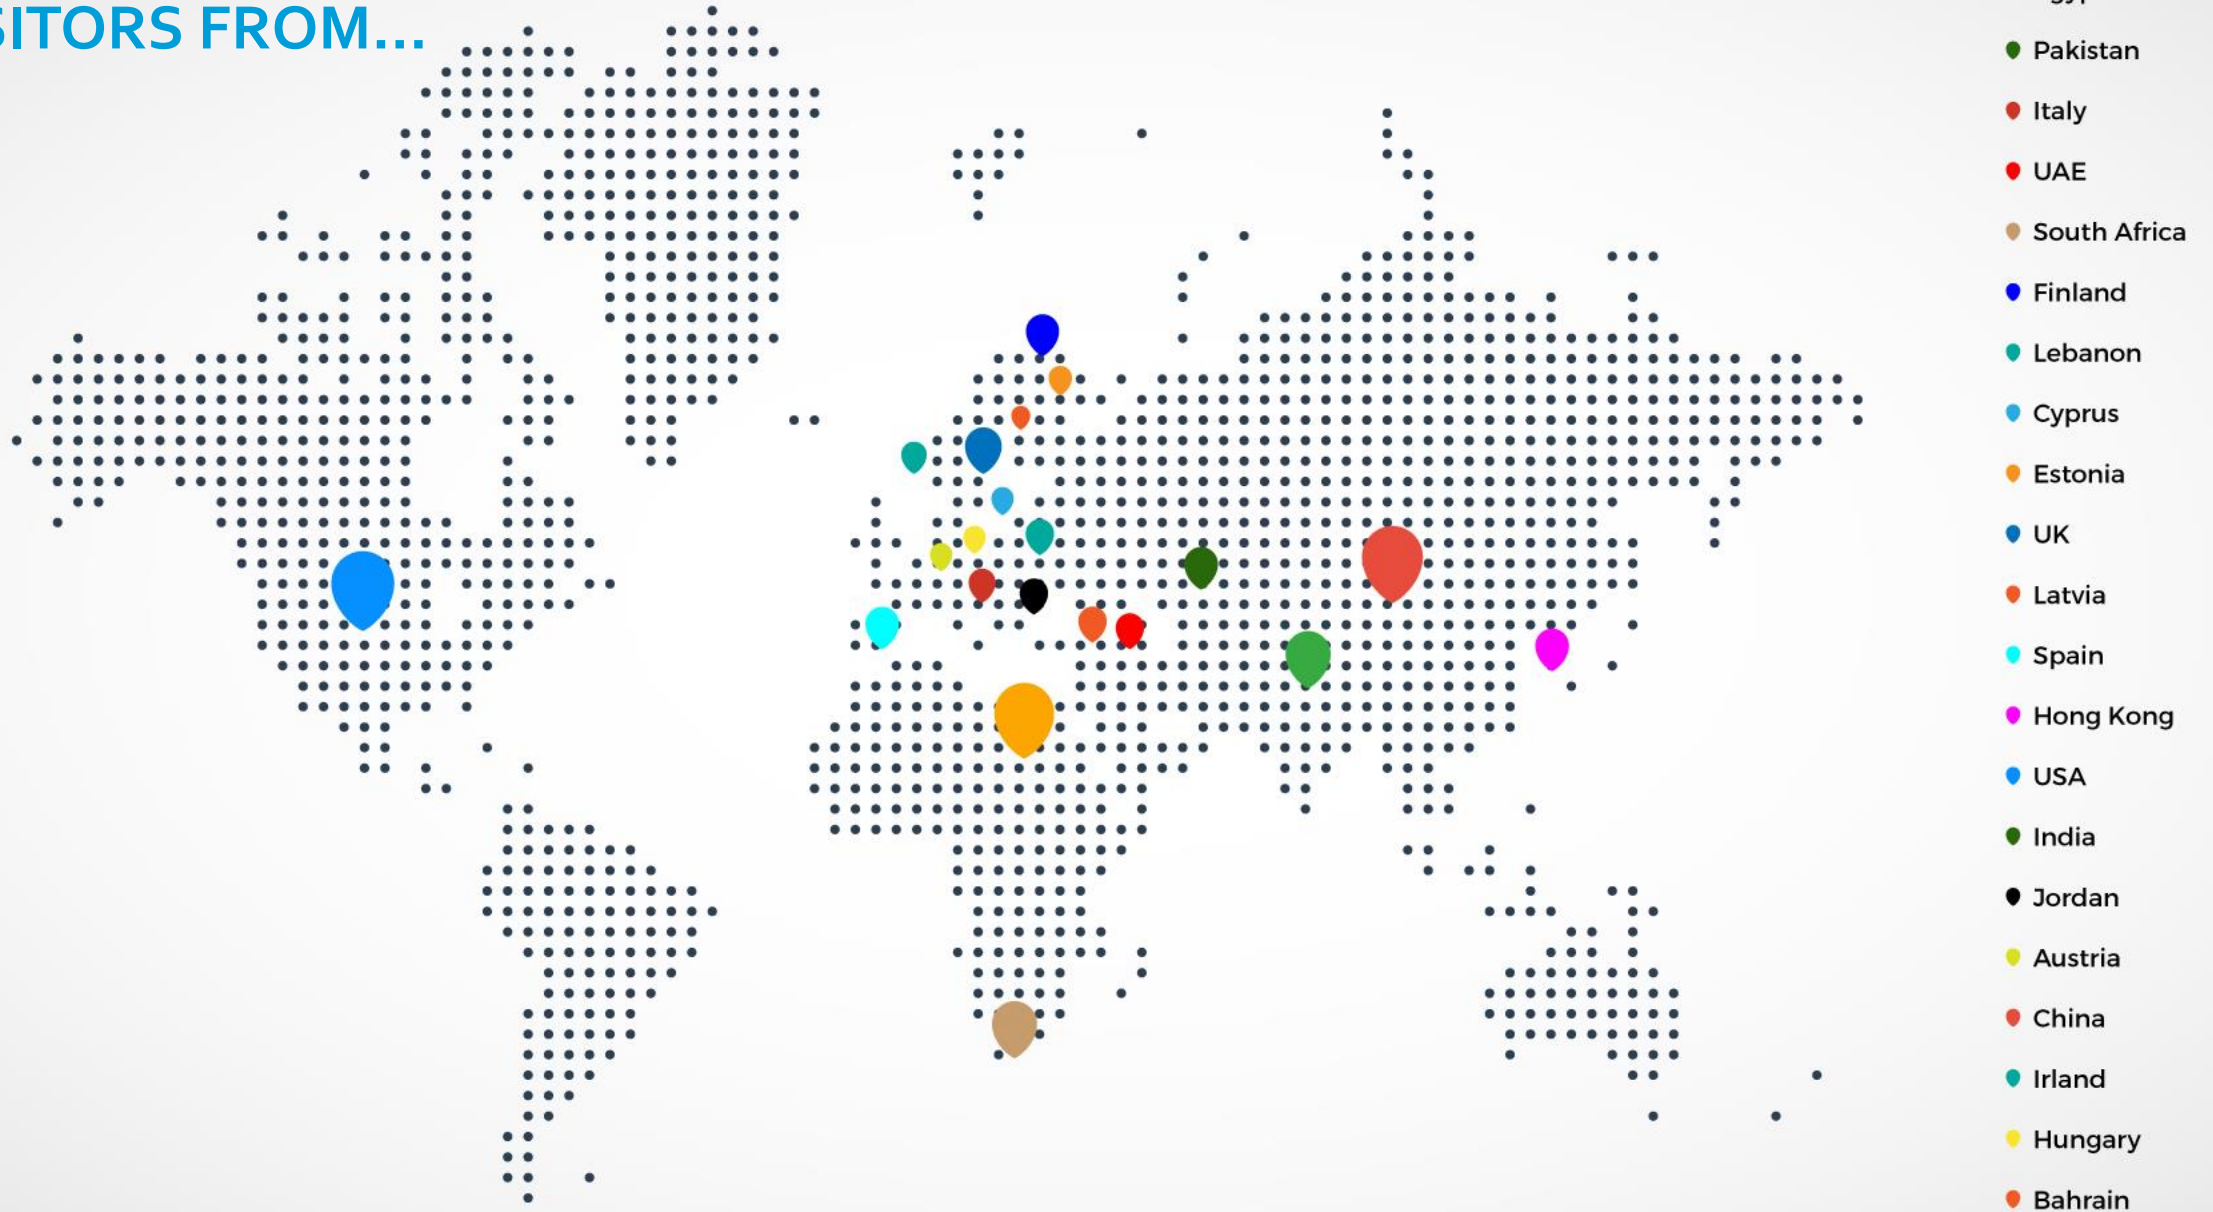 SITORS FROM...
Pakistan
Italy
UAE
South Africa
Finland
Lebanon
Cyprus
Estonia
UK
Latvia
Spain
Hong Kong
USA
India
Jordan
Austria
China
Irland
Hungary
Bahrain